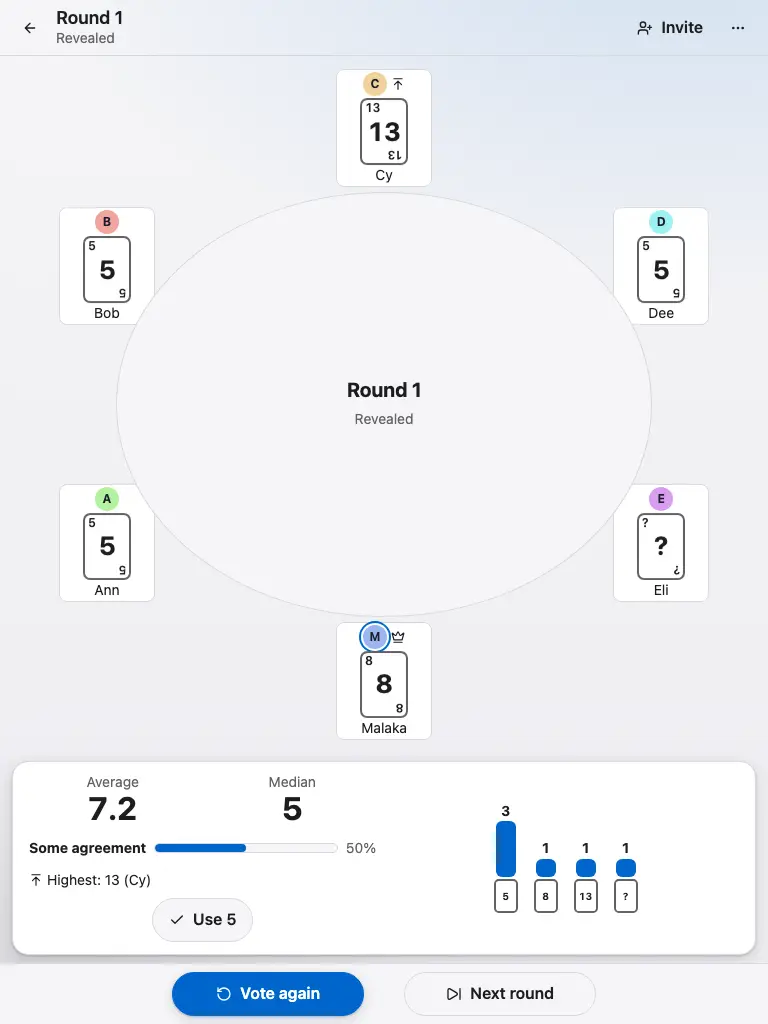 Round 1
Revealed
Invite
C
13
13
13
Cy
B
5
5
5
Bob
D
5
5
5
Dee
Round 1
Revealed
A
5
5
5
Ann
E
?
?
?
Eli
M
8
8
8
Malaka
Average
7.2
Median
5
Some agreement 50%
Highest: 13 (Cy)
Use 5
3
1
1
1
5
8
13
?
Vote again
Next round